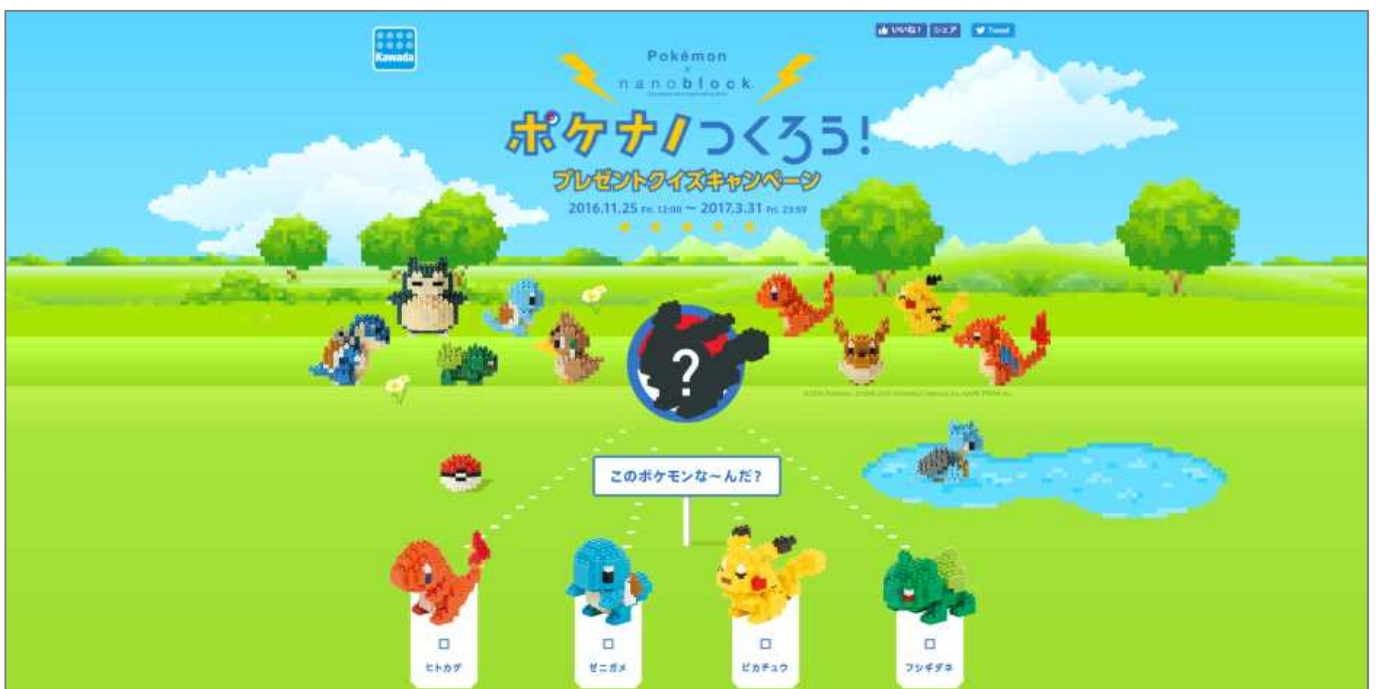 Kawada
いいね！ シェア Tweet
Pokémon
×
nanoblock
ポケナノつくろう！
プレゼントクイズキャンペーン
2016.11.25 Fri. 12:00 〜 2017.3.31 Fri. 23:59
?
このポケモンな〜んだ？
ヒトカゲ
ゼニガメ
ピカチュウ
フシギダネ